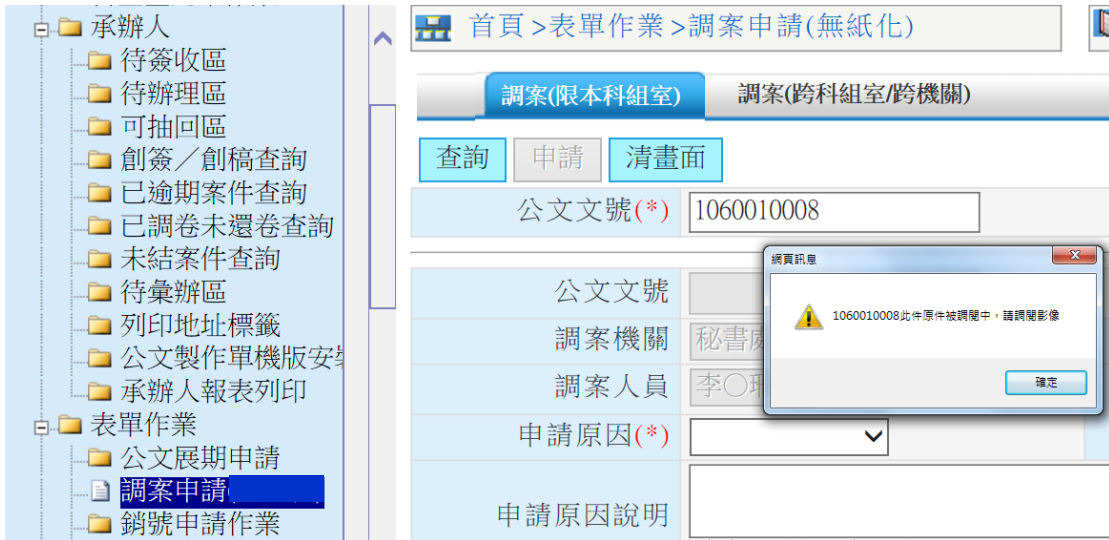 承辦人
待簽收區
待辦理區
可抽回區
創簽／創稿查詢
已逾期案件查詢
已調卷未還卷查詢
未結案件查詢
待彙辦區
列印地址標籤
公文製作單機版安
承辦人報表列印
表單作業
公文展期申請
調案申請(
銷號申請作業
首頁>表單作業>調案申請(無紙化)
調案(限本科組室) 調案(跨科組室/跨機關)
查詢 申請 清畫面
公文文號(*) 1060010008
網頁訊息
1060010008此件原件被調閱中，請調閱影像
確定
公文文號
調案機關 秘書處
調案人員 李○
申請原因(*)
申請原因說明